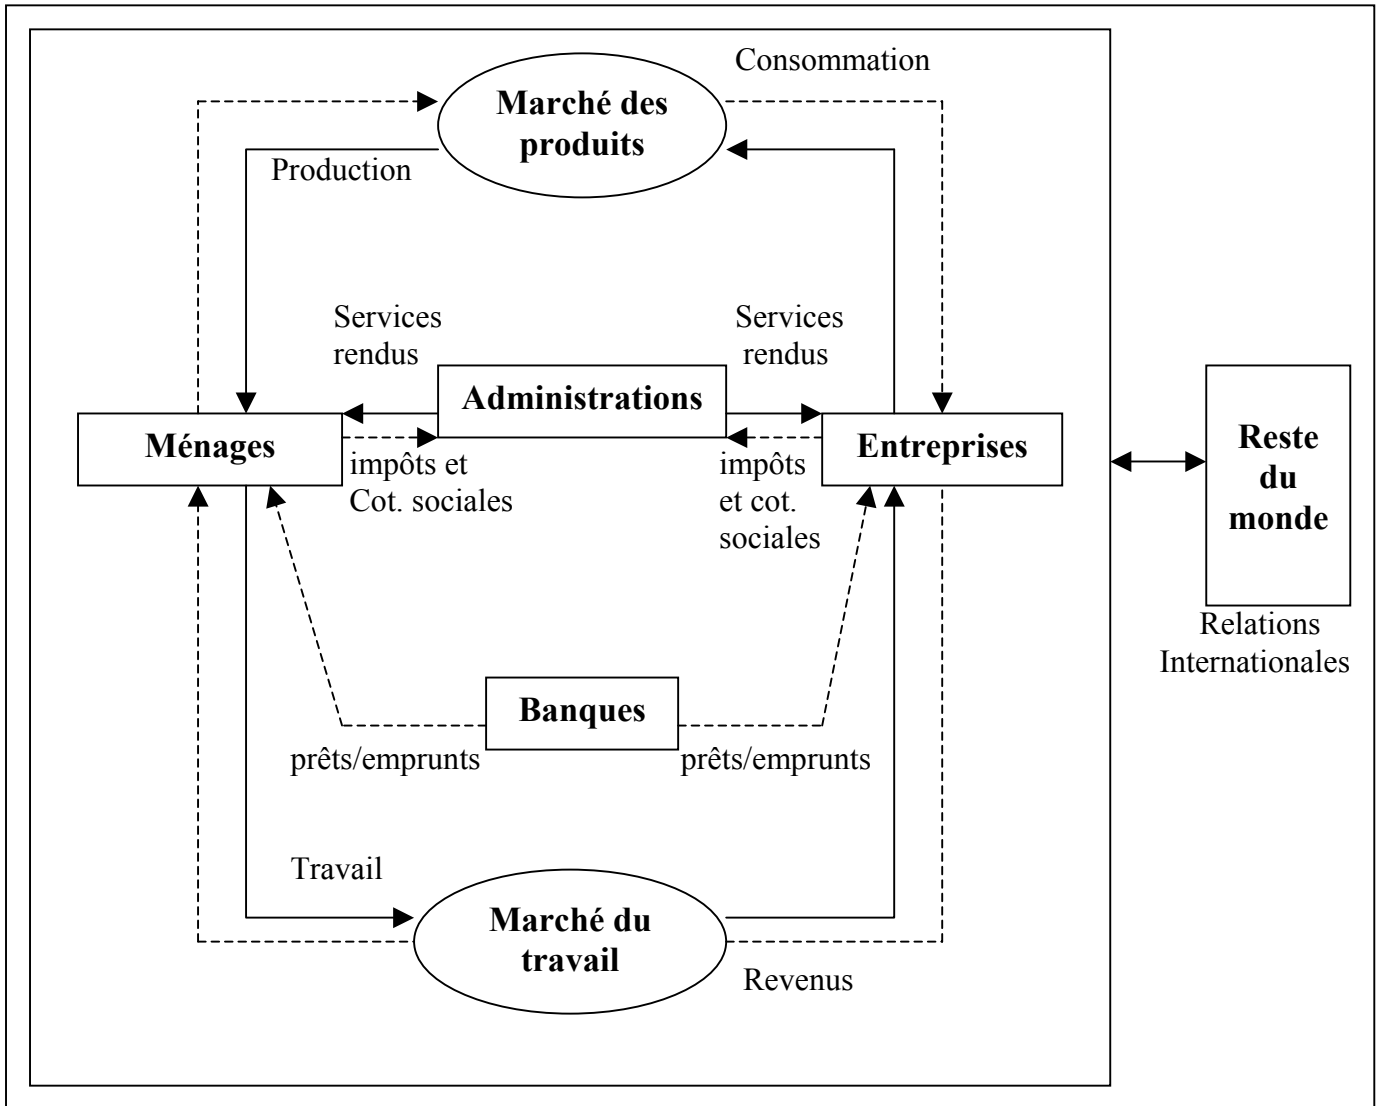 Consommation
Marché des
produits
Production
Services
rendus
Services
rendus
Administrations
Ménages
Entreprises
impôts et
Cot. sociales
impôts
et cot.
sociales
Reste
du
monde
Relations
Internationales
Banques
prêts/emprunts
prêts/emprunts
Travail
Marché du
travail
Revenus